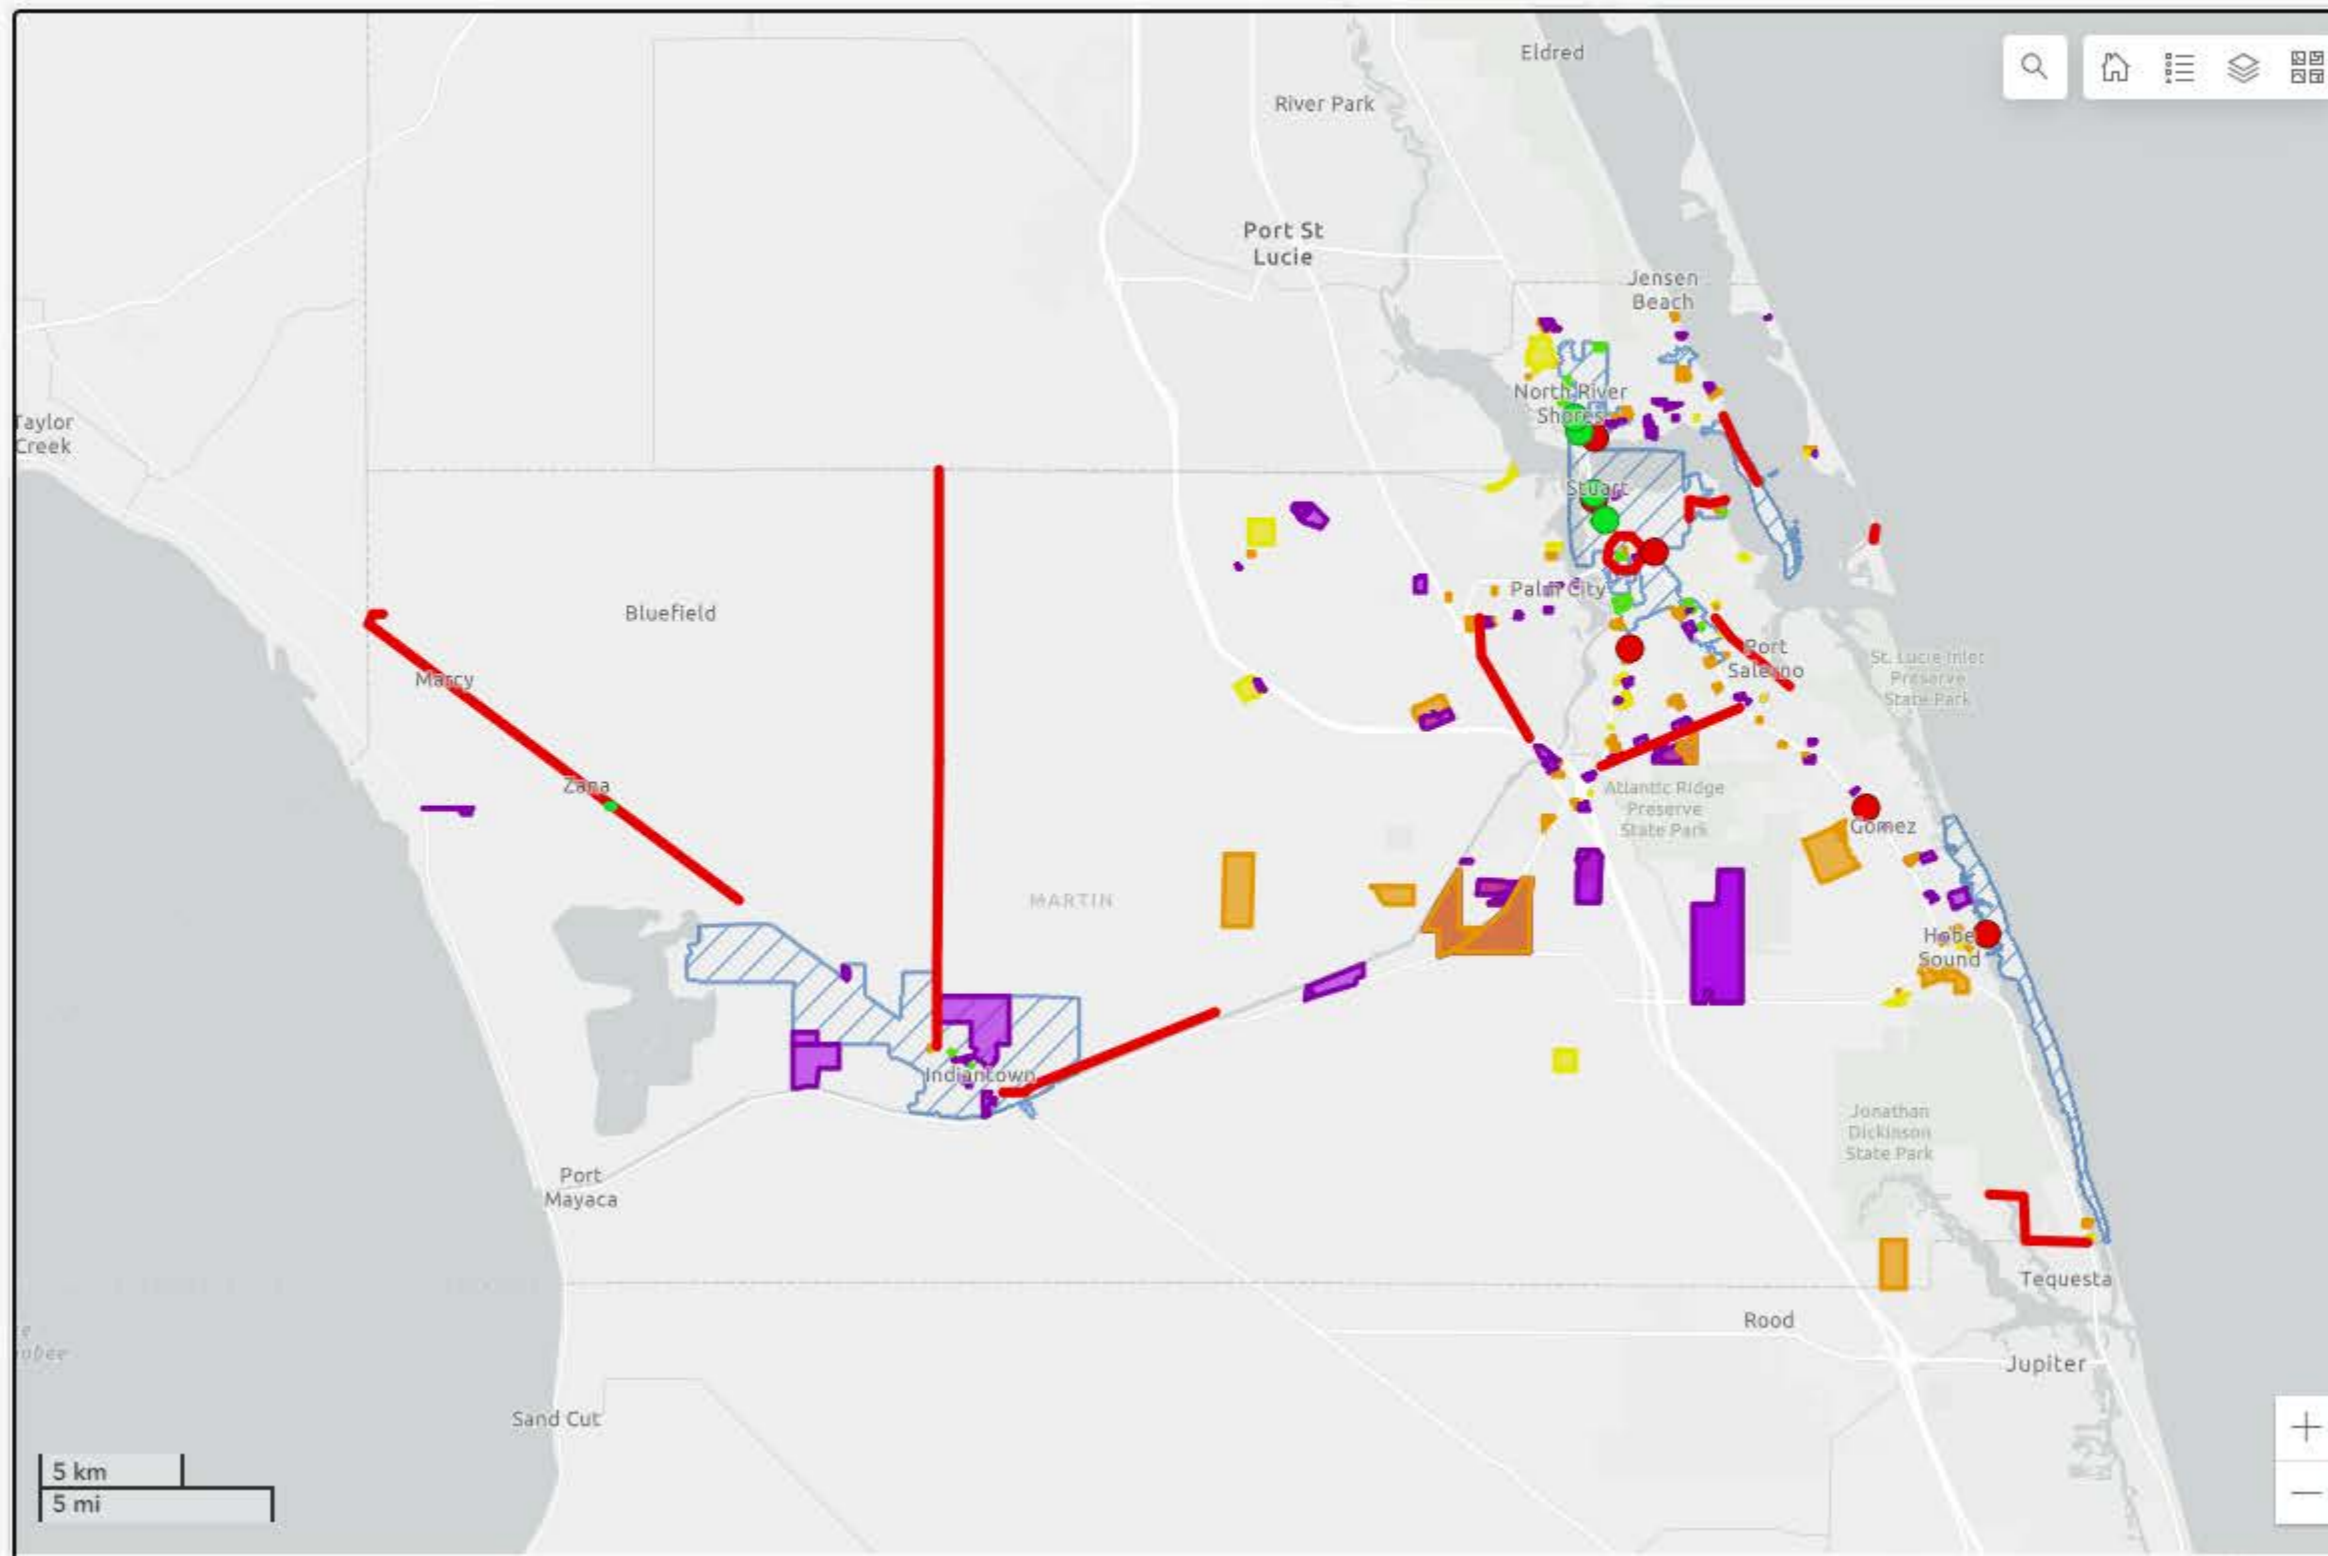 Eldred
River Park
Port St
Lucie
Jensen
Beach
North River
Shores
Taylor
Creek
Stuart
Palm City
Bluefield
Port
Salerno
St. Lucie Inlet
Preserve
State Park
Marcy
Zana
Atlantic Ridge
Preserve
State Park
Gomez
MARTIN
Hobe
Sound
Indiantown
Jonathan
Dickinson
State Park
Port
Mayaca
Tequesta
Rood
Jupiter
Sand Cut
5 km
5 mi